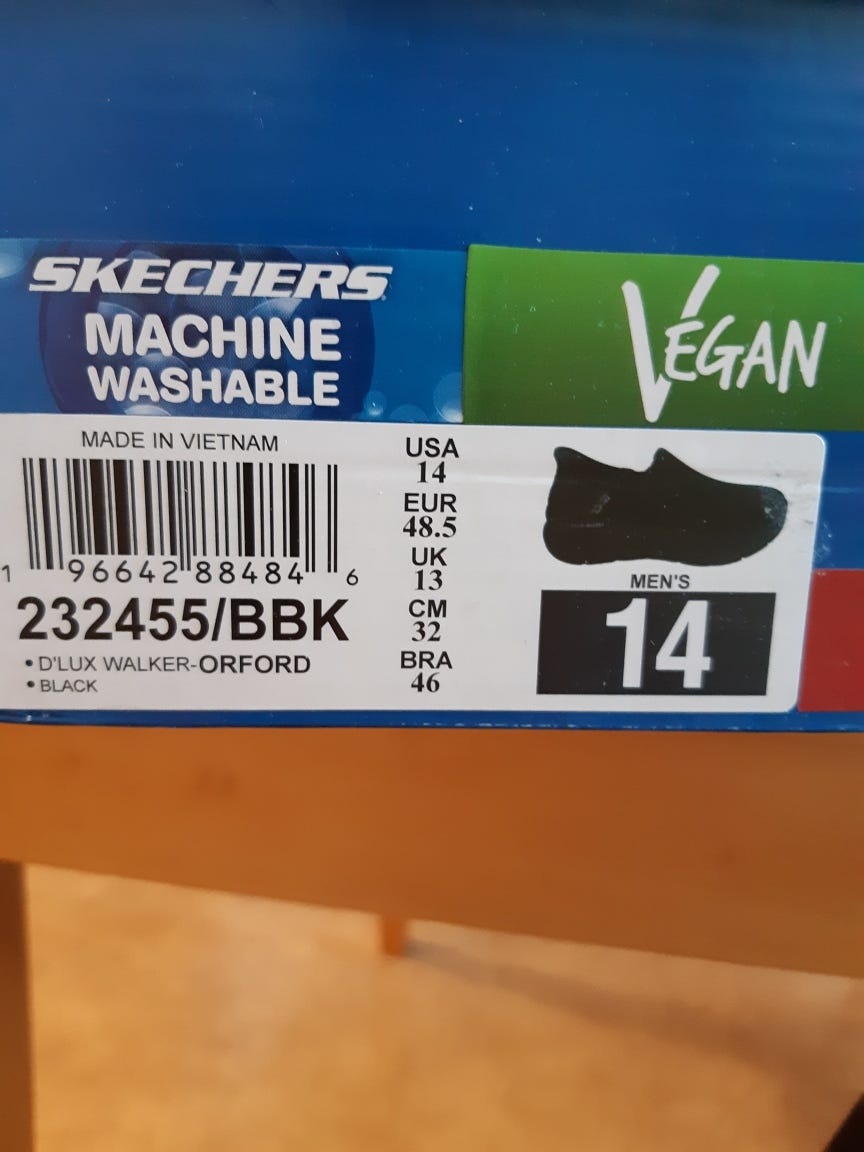 SKECHERS
MACHINE
WASHABLE
VEGAN
MADE IN VIETNAM
1 96642 88484 6
232455/BBK
• D'LUX WALKER-ORFORD
• BLACK
USA
14
EUR
48.5
UK
13
CM
32
BRA
46
MEN'S
14